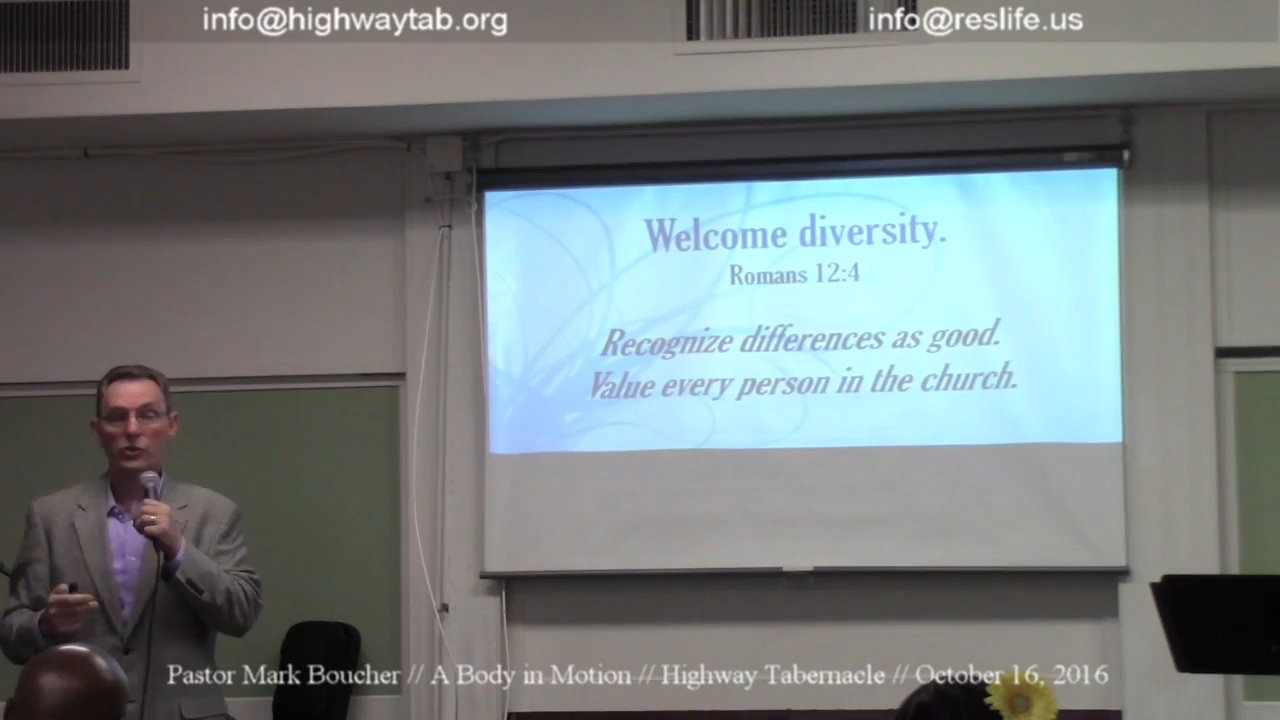 info@highwaytab.org
info@reslife.us
Welcome diversity.
Romans 12:4
Recognize differences as good.
Value every person in the church.
Pastor Mark Boucher // A Body in Motion // Highway Tabernacle // October 16, 2016